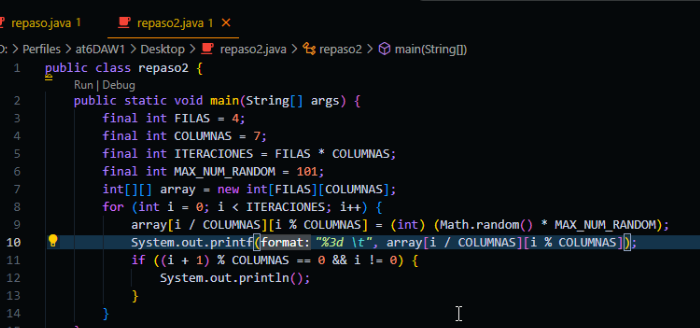 repaso.java 1 repaso2.java 1 ×
D: > Perfiles > at6DAW1 > Desktop > repaso2.java > repaso2 > main(String[])
1 public class repaso2 {
Run | Debug
2 public static void main(String[] args) {
3 final int FILAS = 4;
4 final int COLUMNAS = 7;
5 final int ITERACIONES = FILAS * COLUMNAS;
6 final int MAX_NUM_RANDOM = 101;
7 int[][] array = new int[FILAS][COLUMNAS];
8 for (int i = 0; i < ITERACIONES; i++) {
9 array[i / COLUMNAS][i % COLUMNAS] = (int) (Math.random() * MAX_NUM_RANDOM);
10 System.out.printf(format:"%3d \t", array[i / COLUMNAS][i % COLUMNAS]);
11 if ((i + 1) % COLUMNAS == 0 && i != 0) {
12 System.out.println();
13 }
14 }
15 }